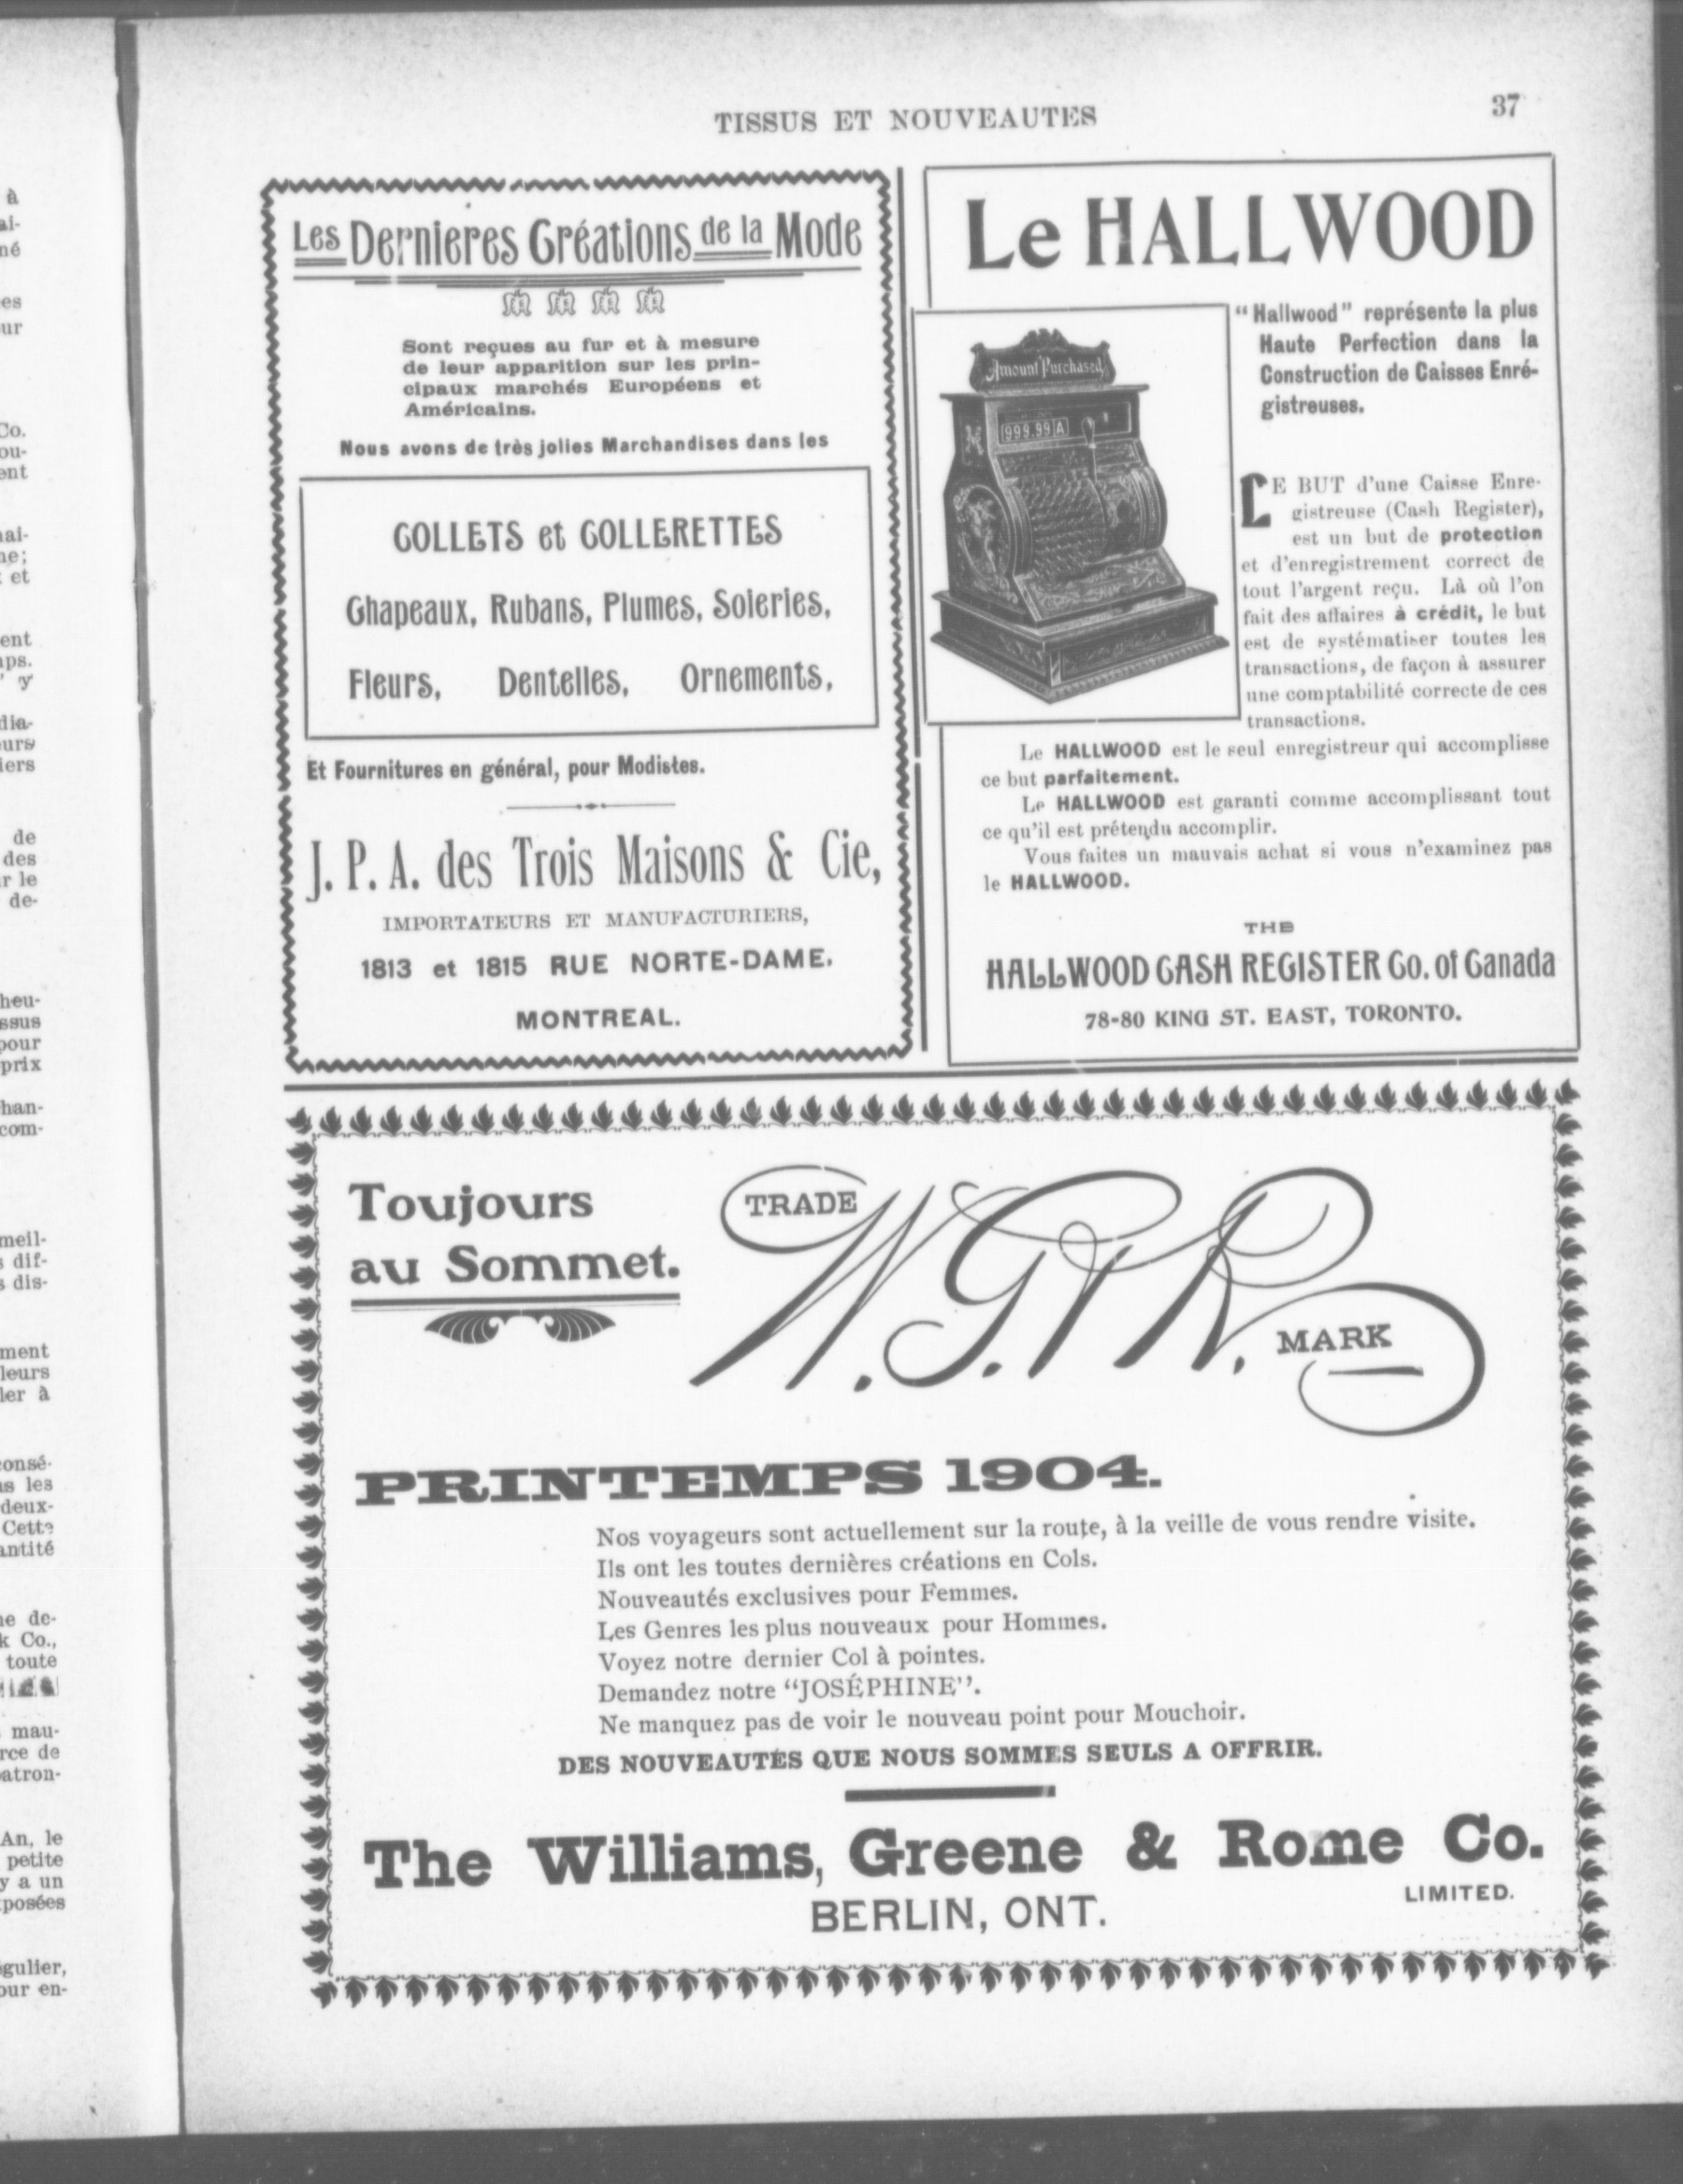 TISSUS ET NOUVEAUTES
37
Les Dernieres Créations de la Mode
Sont reçues au fur et à mesure
de leur apparition sur les prin-
cipaux marchés Européens et
Américains.
Nous avons de très jolies Marchandises dans les
COLLETS et COLLERETTES
Chapeaux, Rubans, Plumes, Soieries,
Fleurs, Dentelles, Ornements,
Et Fournitures en général, pour Modistes.
J. P. A. des Trois Maisons & Cie,
IMPORTATEURS ET MANUFACTURIERS,
1813 et 1815 RUE NORTE-DAME.
MONTREAL.
Le HALLWOOD
Amount Purchased
999.99 A
"Hallwood" représente la plus
Haute Perfection dans la
Construction de Caisses Enré-
gistreuses.
LE BUT d'une Caisse Enre-
gistreuse (Cash Register),
est un but de protection
et d'enregistrement correct de
tout l'argent reçu. Là où l'on
fait des affaires à crédit, le but
est de systématiser toutes les
transactions, de façon à assurer
une comptabilité correcte de ces
transactions.
Le HALLWOOD est le seul enregistreur qui accomplisse
ce but parfaitement.
Le HALLWOOD est garanti comme accomplissant tout
ce qu'il est prétendu accomplir.
Vous faites un mauvais achat si vous n'examinez pas
le HALLWOOD.
THE
HALLWOOD CASH REGISTER Co. of Canada
78-80 KING ST. EAST, TORONTO.
Toujours
au Sommet.
TRADE
W. G. & R.
MARK
PRINTEMPS 1904.
Nos voyageurs sont actuellement sur la route, à la veille de vous rendre visite.
Ils ont les toutes dernières créations en Cols.
Nouveautés exclusives pour Femmes.
Les Genres les plus nouveaux pour Hommes.
Voyez notre dernier Col à pointes.
Demandez notre "JOSÉPHINE".
Ne manquez pas de voir le nouveau point pour Mouchoir.
DES NOUVEAUTÉS QUE NOUS SOMMES SEULS A OFFRIR.
The Williams, Greene & Rome Co.
LIMITED.
BERLIN, ONT.